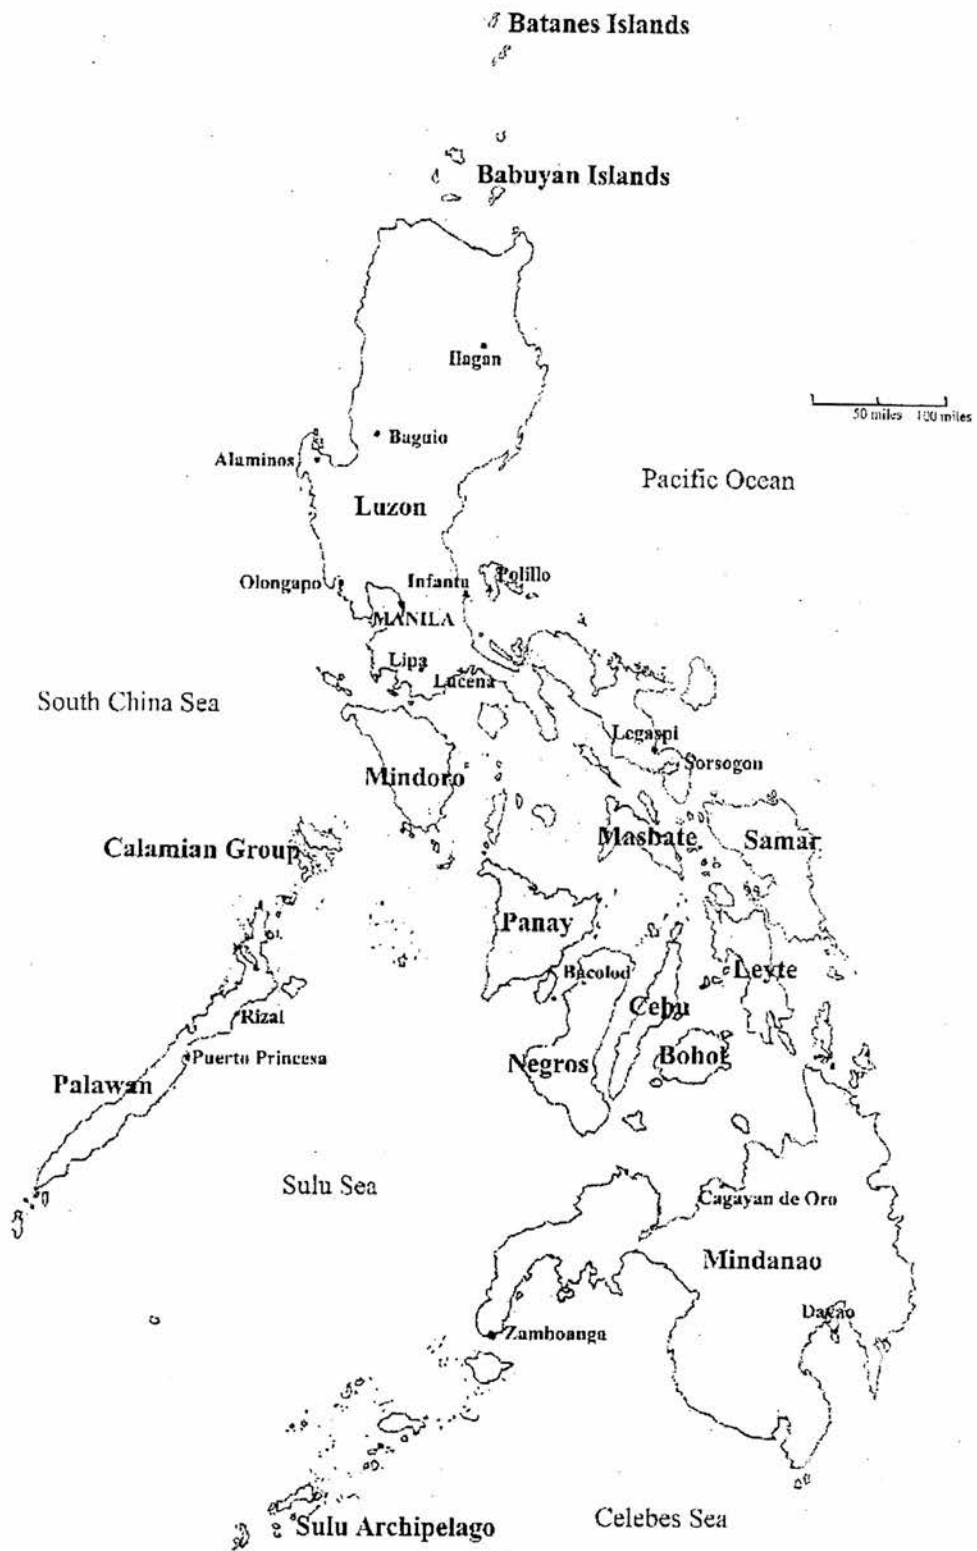 Batanes Islands
Babuyan Islands
Ilagan
50 miles 100 miles
Baguio
Alaminos
Pacific Ocean
Luzon
Olongapo
Infantu
Polillo
MANILA
Lipa
Lucena
South China Sea
Legaspi
Sorsogon
Mindoro
Masbate
Samar
Calamian Group
Panay
Bacolod
Leyte
Cebu
Rizal
Puerto Princesa
Negros
Bohol
Palawan
Sulu Sea
Cagayan de Oro
Mindanao
Davao
Zamboanga
Celebes Sea
Sulu Archipelago